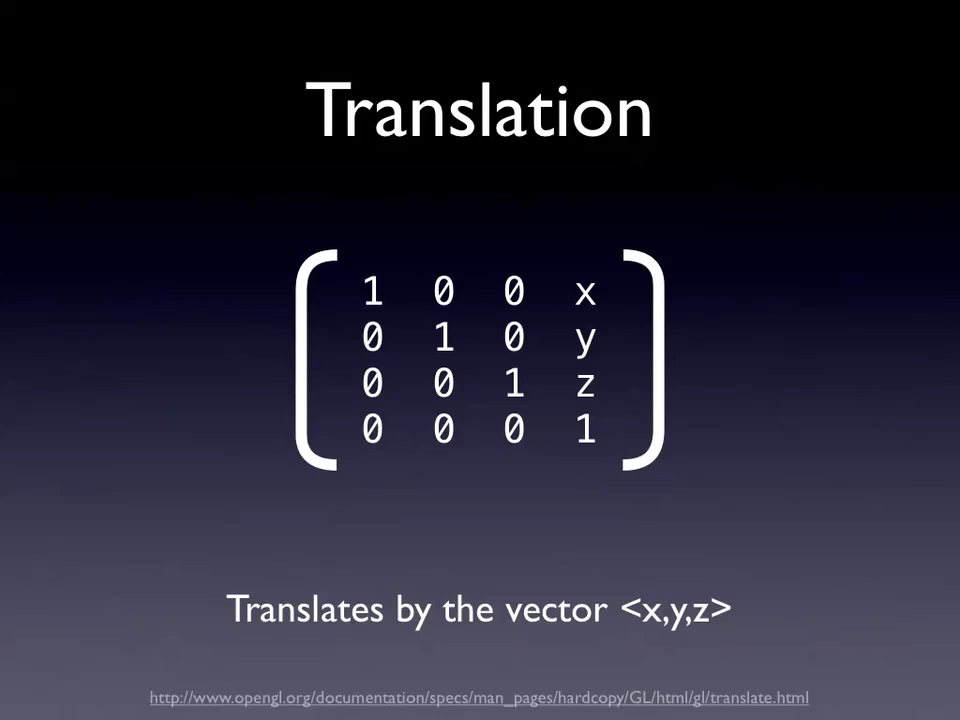 Translation
1 0 0 x
0 1 0 y
0 0 1 z
0 0 0 1
Translates by the vector <x,y,z>
http://www.opengl.org/documentation/specs/man_pages/hardcopy/GL/html/gl/translate.html